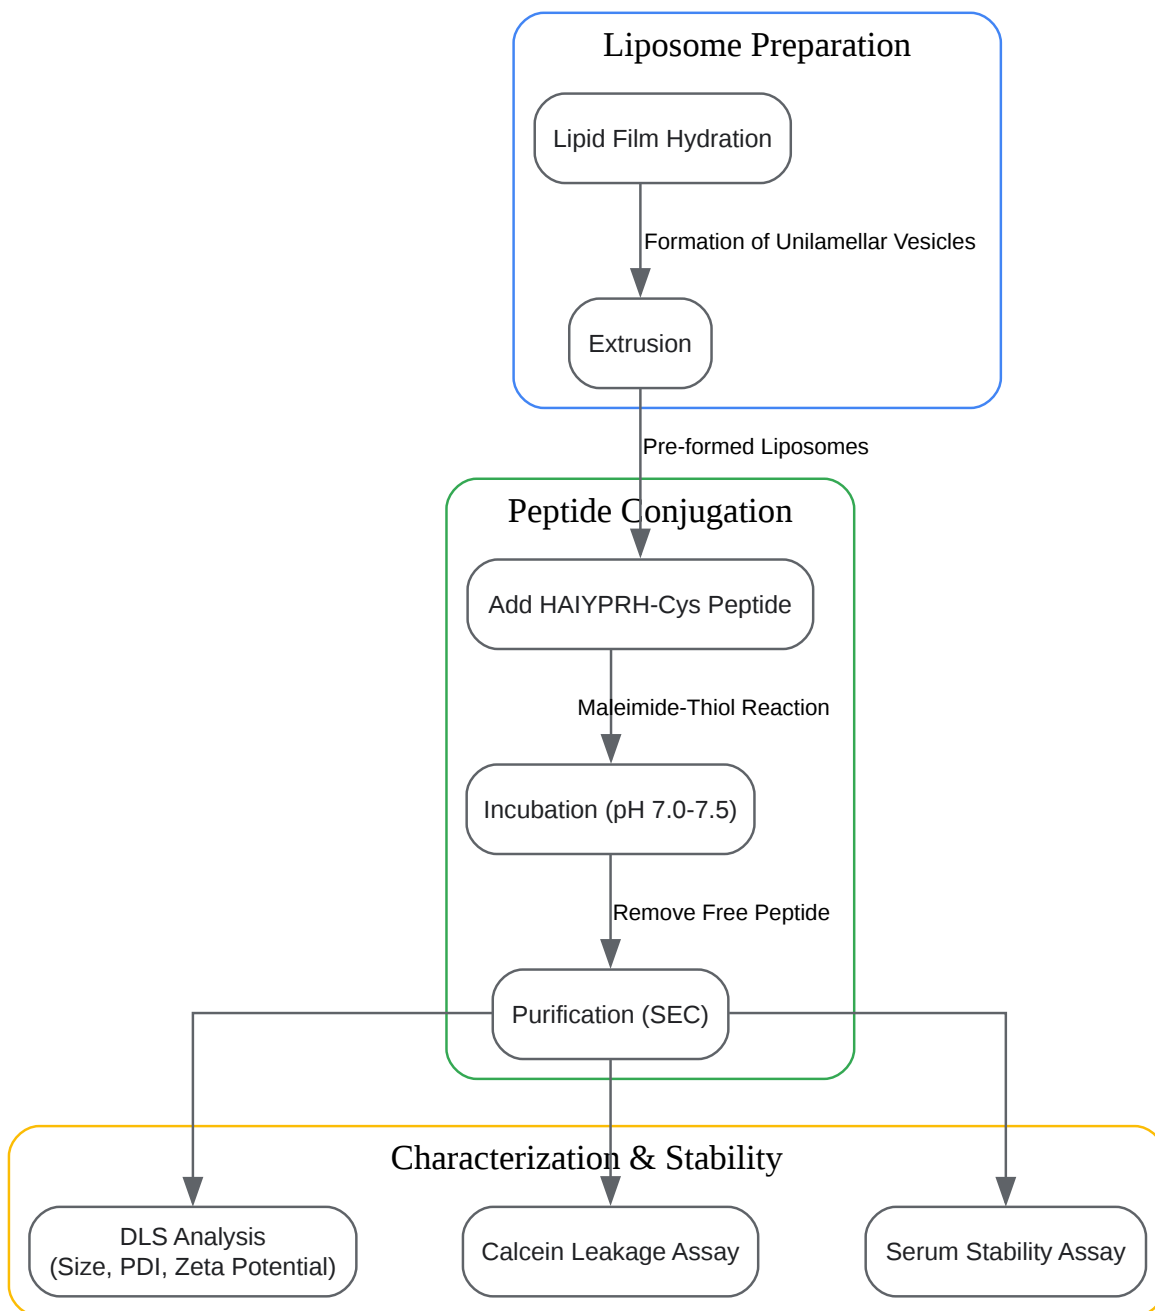 Liposome Preparation
Lipid Film Hydration
Formation of Unilamellar Vesicles
Extrusion
Pre-formed Liposomes
Peptide Conjugation
Add HAIYPRH-Cys Peptide
Maleimide-Thiol Reaction
Incubation (pH 7.0-7.5)
Remove Free Peptide
Purification (SEC)
Characterization & Stability
DLS Analysis
(Size, PDI, Zeta Potential)
Calcein Leakage Assay
Serum Stability Assay